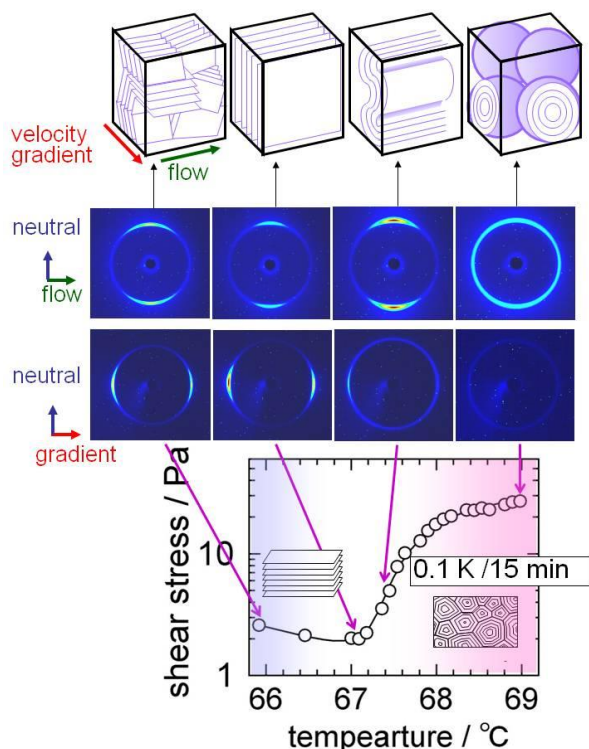 velocity
gradient
flow
neutral
flow
neutral
gradient
shear stress / Pa
10
1
0.1 K /15 min
66 67 68 69
tempearture / °C